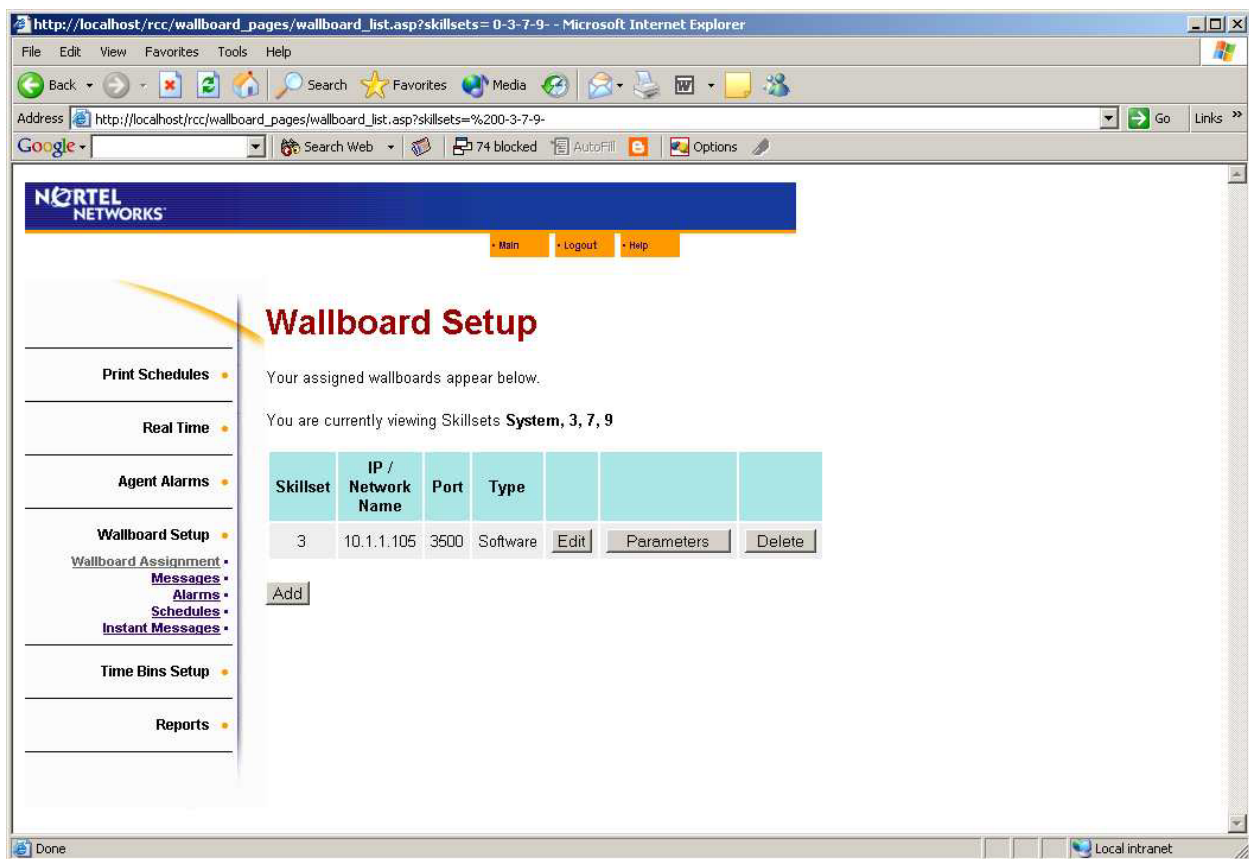 http://localhost/rcc/wallboard_pages/wallboard_list.asp?skillsets= 0-3-7-9- - Microsoft Internet Explorer
File Edit View Favorites Tools Help
Back Search Favorites Media
Address http://localhost/rcc/wallboard_pages/wallboard_list.asp?skillsets=%200-3-7-9- Go Links »
Google Search Web 74 blocked AutoFill Options
NORTEL
NETWORKS
Main Logout Help
Wallboard Setup
Print Schedules
Your assigned wallboards appear below.
Real Time
You are currently viewing Skillsets System, 3, 7, 9
Agent Alarms
Skillset IP / Network Name Port Type
Wallboard Setup
3 10.1.1.105 3500 Software Edit Parameters Delete
Wallboard Assignment
Messages
Alarms
Add
Schedules
Instant Messages
Time Bins Setup
Reports
Done Local intranet